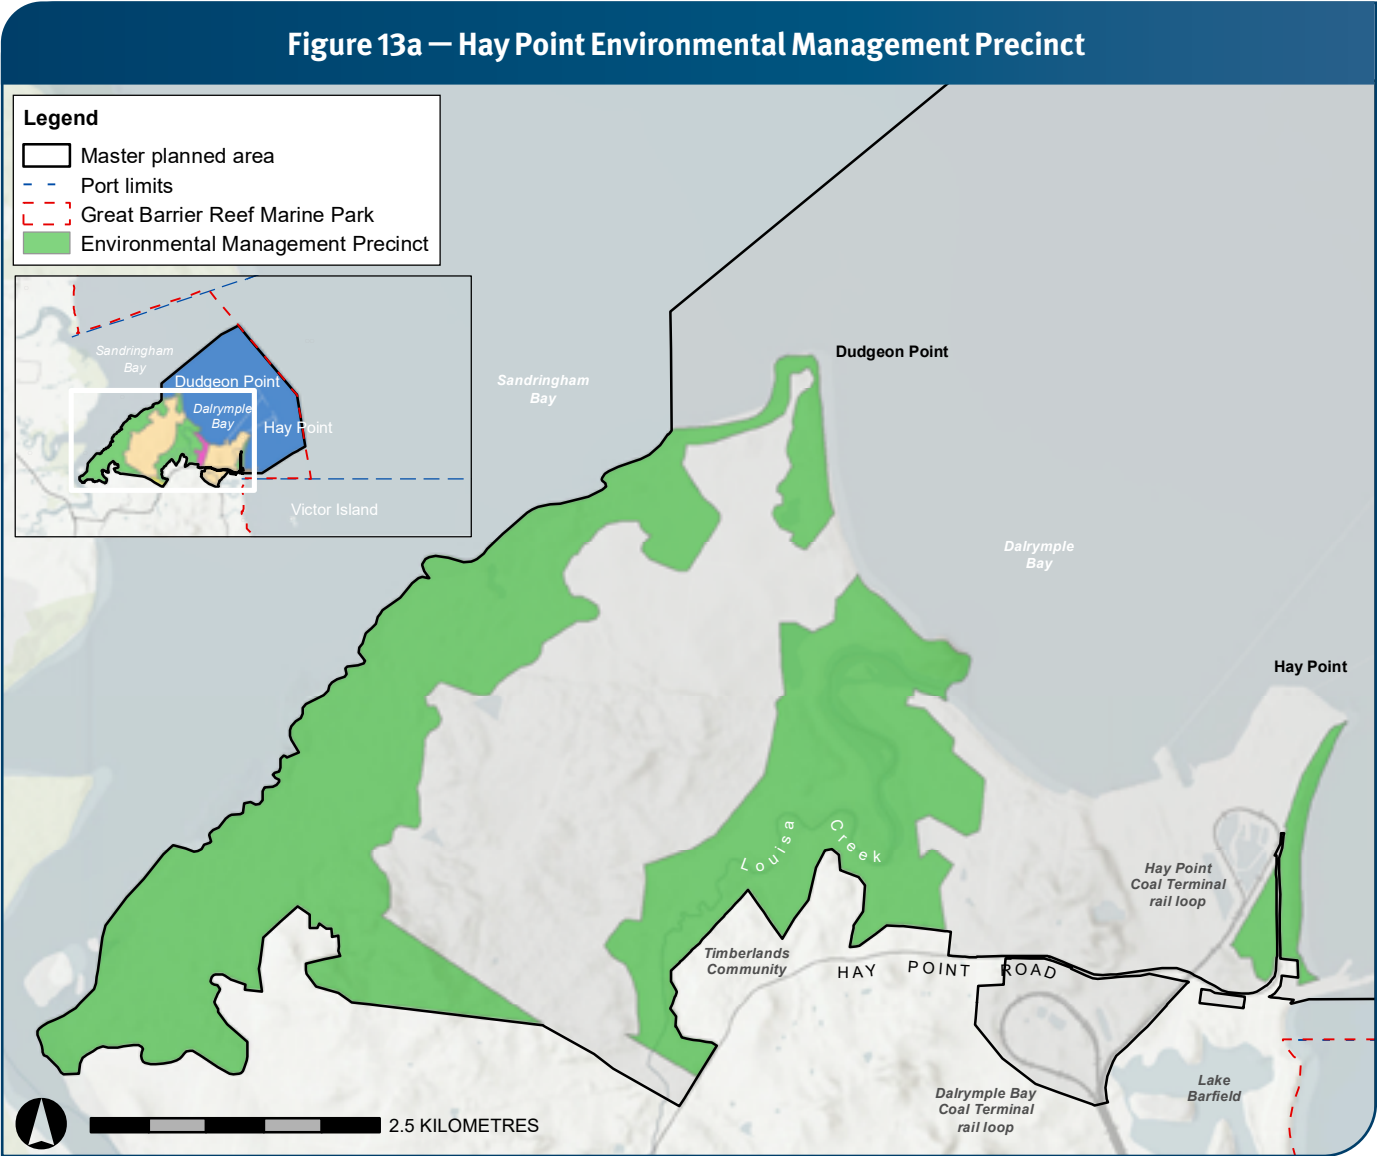 Figure 13a — Hay Point Environmental Management Precinct
Legend
Master planned area
Port limits
Great Barrier Reef Marine Park
Environmental Management Precinct
Sandringham
Bay
Dudgeon Point
Dalrymple
Bay
Hay Point
Victor Island
Dudgeon Point
Sandringham
Bay
Dalrymple
Bay
Hay Point
Louisa Creek
Hay Point
Coal Terminal
rail loop
Timberlands
Community
HAY POINT ROAD
Dalrymple Bay
Coal Terminal
rail loop
Lake
Barfield
2.5 KILOMETRES